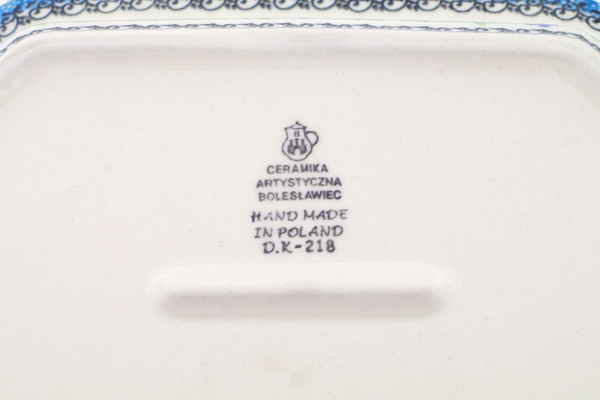 B
CERAMIKA
ARTYSTYCZNA
BOLESŁAWIEC
HAND MADE
IN POLAND
D.K-218